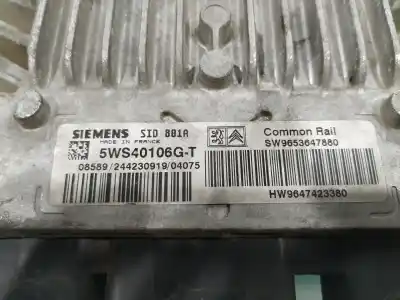 SIEMENS SID 801A
MADE IN FRANCE
5WS40106G-T
08589/244230919/04075
Common Rail
SW9653647880
HW9647423380